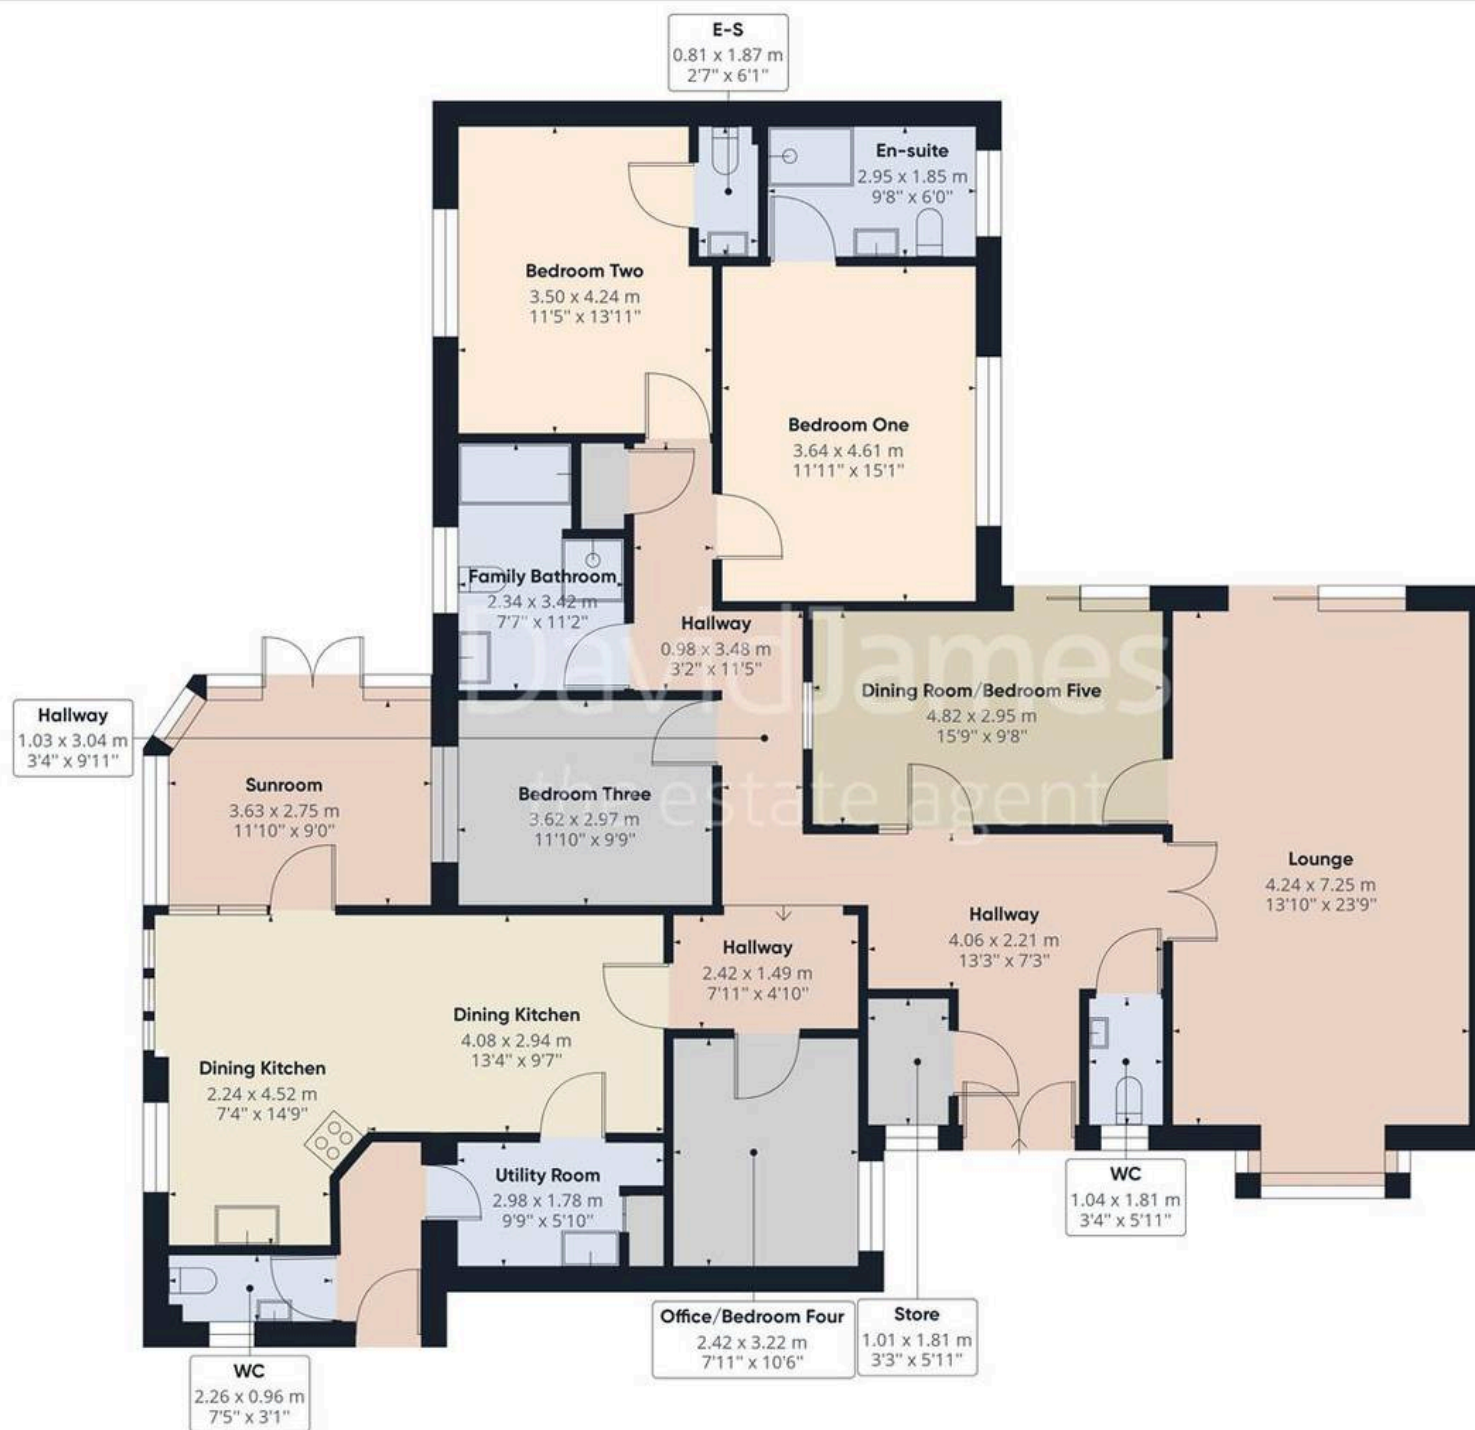 E-S
0.81 x 1.87 m
2'7" x 6'1"
En-suite
2.95 x 1.85 m
9'8" x 6'0"
Bedroom Two
3.50 x 4.24 m
11'5" x 13'11"
Bedroom One
3.64 x 4.61 m
11'11" x 15'1"
Family Bathroom
2.34 x 3.42 m
7'7" x 11'2"
Hallway
0.98 x 3.48 m
3'2" x 11'5"
DavidJames
the estate agent
Dining Room/Bedroom Five
4.82 x 2.95 m
15'9" x 9'8"
Hallway
1.03 x 3.04 m
3'4" x 9'11"
Sunroom
3.63 x 2.75 m
11'10" x 9'0"
Bedroom Three
3.62 x 2.97 m
11'10" x 9'9"
Lounge
4.24 x 7.25 m
13'10" x 23'9"
Hallway
4.06 x 2.21 m
13'3" x 7'3"
Hallway
2.42 x 1.49 m
7'11" x 4'10"
Dining Kitchen
4.08 x 2.94 m
13'4" x 9'7"
Dining Kitchen
2.24 x 4.52 m
7'4" x 14'9"
Utility Room
2.98 x 1.78 m
9'9" x 5'10"
WC
1.04 x 1.81 m
3'4" x 5'11"
Office/Bedroom Four
2.42 x 3.22 m
7'11" x 10'6"
Store
1.01 x 1.81 m
3'3" x 5'11"
WC
2.26 x 0.96 m
7'5" x 3'1"